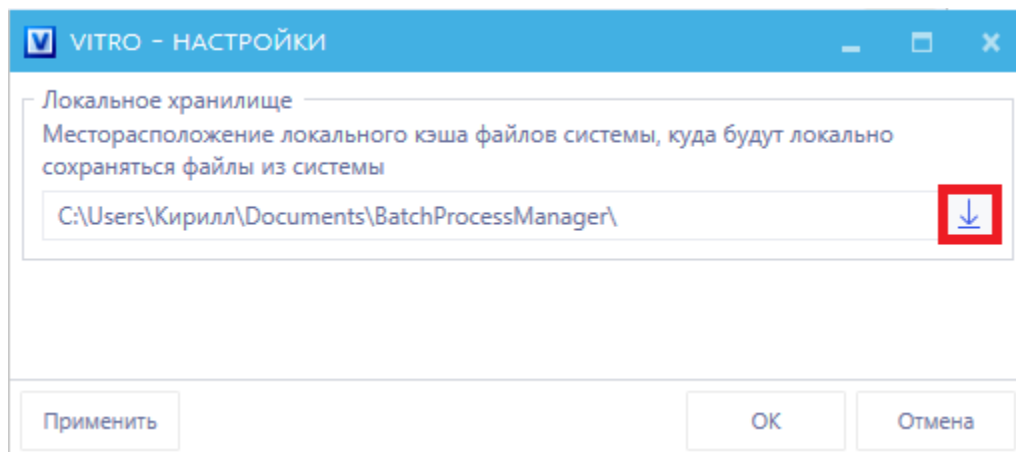 VITRO - НАСТРОЙКИ
Локальное хранилище
Месторасположение локального кэша файлов системы, куда будут локально
сохраняться файлы из системы
C:\Users\Кирилл\Documents\BatchProcessManager\
Применить
ОК
Отмена